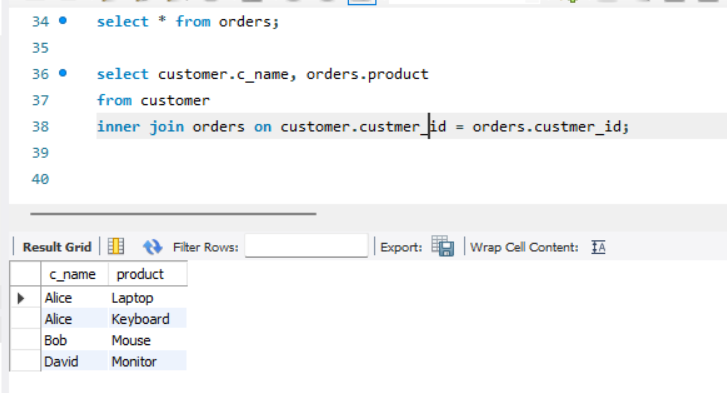 34 select * from orders;
35
36 select customer.c_name, orders.product
37 from customer
38 inner join orders on customer.custmer_id = orders.custmer_id;
39
40
Result Grid Filter Rows: Export: Wrap Cell Content: IA
c_name product
Alice Laptop
Alice Keyboard
Bob Mouse
David Monitor